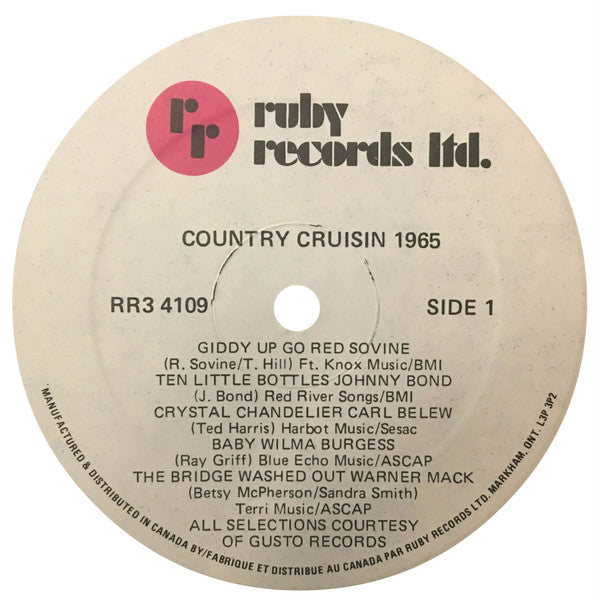 r r
ruby
records ltd.
COUNTRY CRUISIN 1965
RR3 4109
SIDE 1
GIDDY UP GO RED SOVINE
(R. Sovine/T. Hill) Ft. Knox Music/BMI
TEN LITTLE BOTTLES JOHNNY BOND
(J. Bond) Red River Songs/BMI
CRYSTAL CHANDELIER CARL BELEW
(Ted Harris) Harbot Music/Sesac
BABY WILMA BURGESS
(Ray Griff) Blue Echo Music/ASCAP
THE BRIDGE WASHED OUT WARNER MACK
(Betsy McPherson/Sandra Smith)
Terri Music/ASCAP
ALL SELECTIONS COURTESY
OF GUSTO RECORDS
MANUFACTURED & DISTRIBUTED IN CANADA BY/FABRIQUE ET DISTRIBUE AU CANADA PAR RUBY RECORDS LTD. MARKHAM, ONT. L3P 3P2